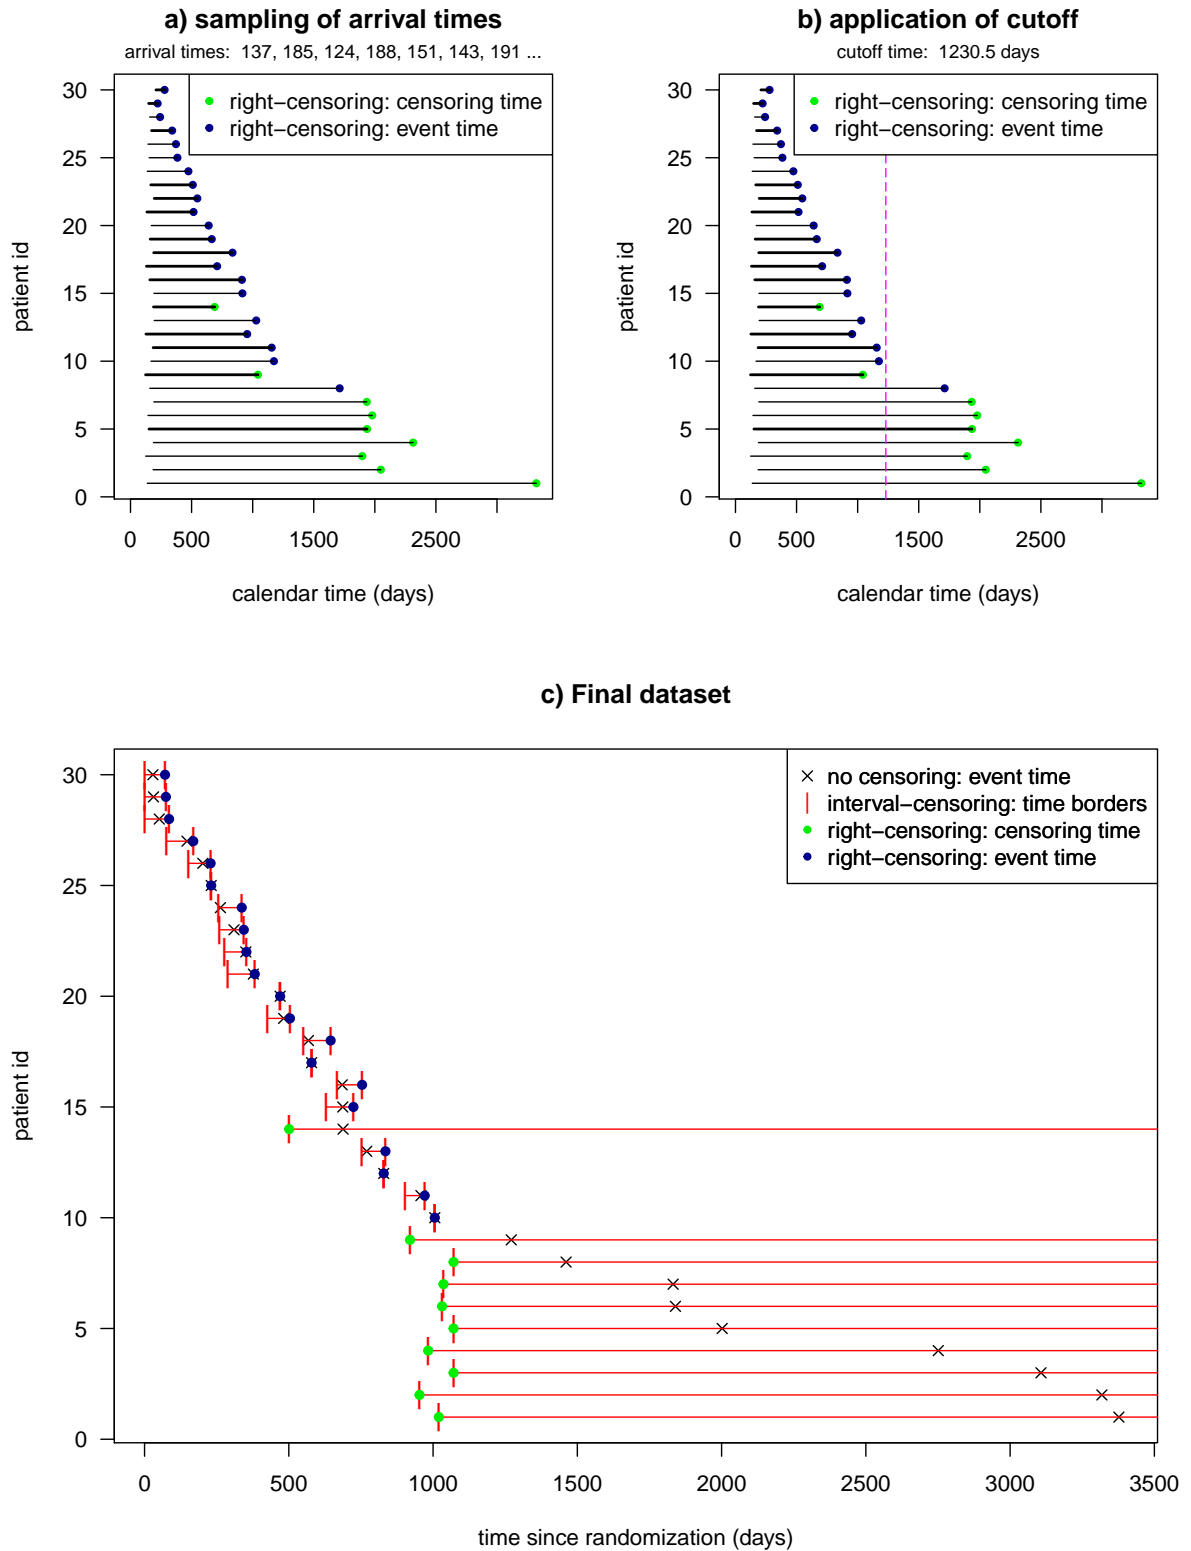 a) sampling of arrival times
arrival times:  137, 185, 124, 188, 151, 143, 191 ...
right−censoring: censoring time
right−censoring: event time
30
25
20
15
10
5
0
patient id
0 500 1500 2500
calendar time (days)
b) application of cutoff
cutoff time:  1230.5 days
right−censoring: censoring time
right−censoring: event time
30
25
20
15
10
5
0
patient id
0 500 1500 2500
calendar time (days)
c) Final dataset
no censoring: event time
interval−censoring: time borders
right−censoring: censoring time
right−censoring: event time
30
25
20
15
10
5
0
patient id
0 500 1000 1500 2000 2500 3000 3500
time since randomization (days)